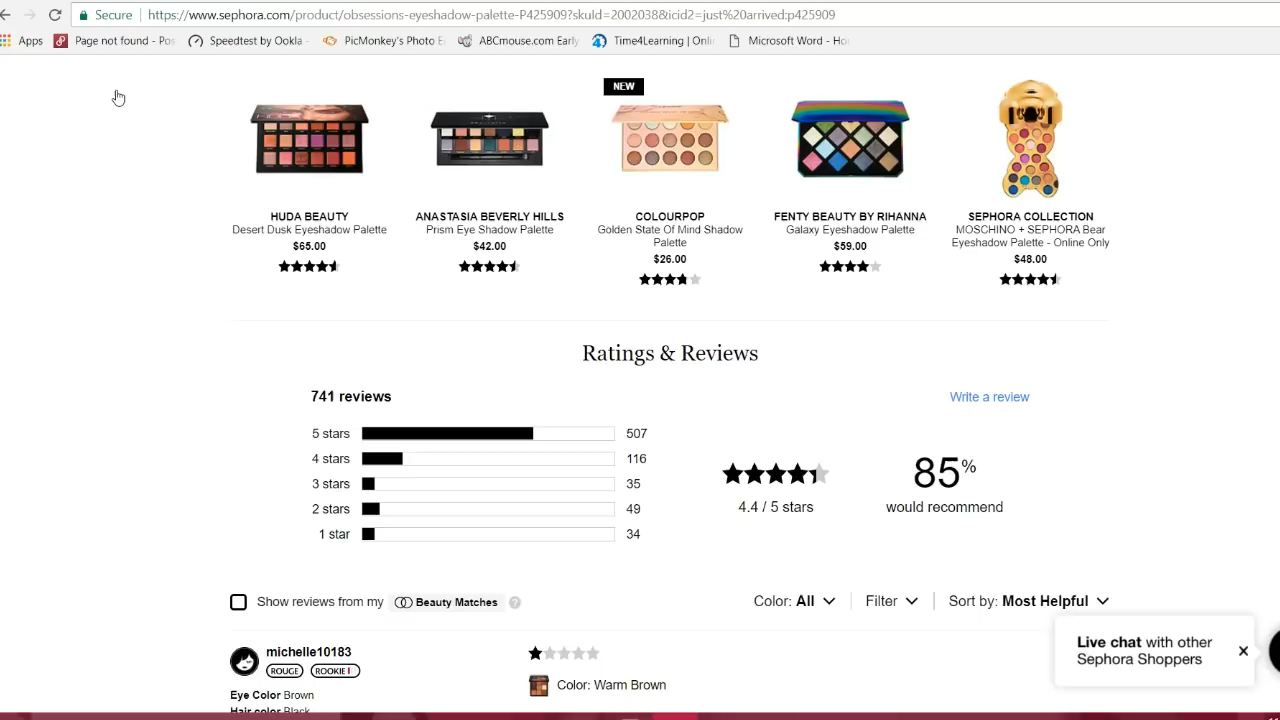 Secure
https://www.sephora.com/product/obsessions-eyeshadow-palette-P425909?skuId=2002038&icid2=just%20arrived:p425909
Apps
Page not found - Pos
Speedtest by Ookla -
PicMonkey's Photo E
ABCmouse.com Early
Time4Learning | Onli
Microsoft Word - Ho
NEW
HUDA BEAUTY
Desert Dusk Eyeshadow Palette
$65.00
ANASTASIA BEVERLY HILLS
Prism Eye Shadow Palette
$42.00
COLOURPOP
Golden State Of Mind Shadow
Palette
$26.00
FENTY BEAUTY BY RIHANNA
Galaxy Eyeshadow Palette
$59.00
SEPHORA COLLECTION
MOSCHINO + SEPHORA Bear
Eyeshadow Palette - Online Only
$48.00
Ratings & Reviews
741 reviews
Write a review
5 stars 507
4 stars 116
3 stars 35
2 stars 49
1 star 34
4.4 / 5 stars
85%
would recommend
Show reviews from my Beauty Matches ?
Color: All
Filter
Sort by: Most Helpful
Live chat with other
Sephora Shoppers
michelle10183
ROUGE ROOKIE
Eye Color Brown
Hair color Black
Color: Warm Brown